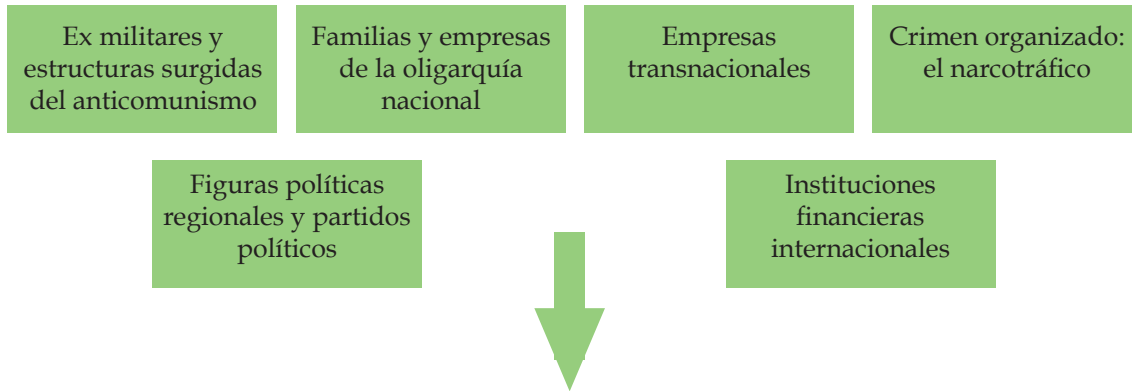 Ex militares y
estructuras surgidas
del anticomunismo
Familias y empresas
de la oligarquía
nacional
Empresas
transnacionales
Crimen organizado:
el narcotráfico
Figuras políticas
regionales y partidos
políticos
Instituciones
financieras
internacionales